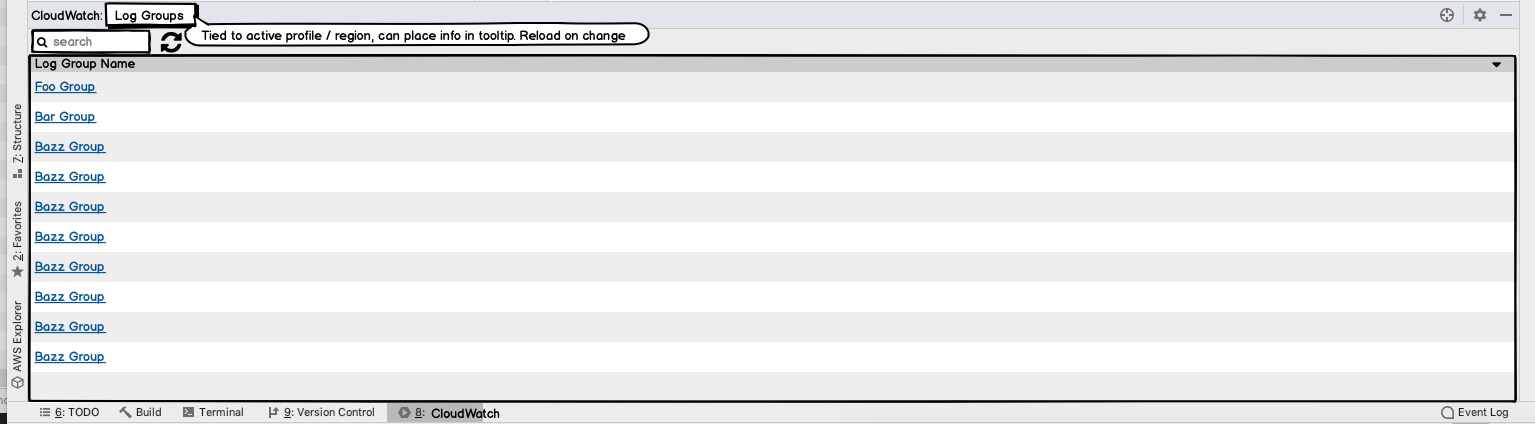 CloudWatch: Log Groups
Tied to active profile / region, can place info in tooltip. Reload on change
search
Log Group Name
Foo Group
Bar Group
Bazz Group
Bazz Group
Bazz Group
Bazz Group
Bazz Group
Bazz Group
Bazz Group
Bazz Group
7: Structure
2: Favorites
AWS Explorer
6: TODO Build Terminal 9: Version Control 8: CloudWatch Event Log